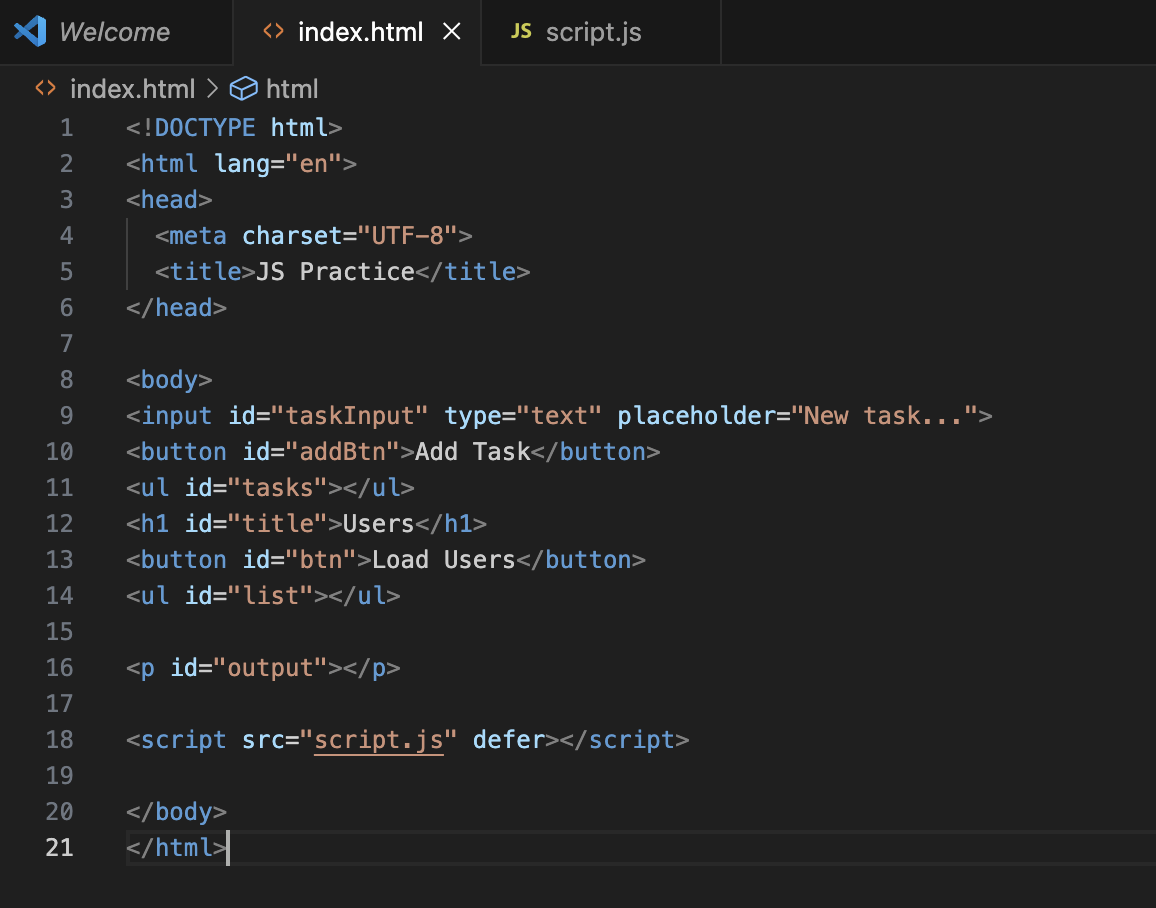 Welcome
<> index.html ×
JS script.js
<> index.html > html
1 <!DOCTYPE html>
2 <html lang="en">
3 <head>
4   <meta charset="UTF-8">
5   <title>JS Practice</title>
6 </head>
7
8 <body>
9 <input id="taskInput" type="text" placeholder="New task...">
10 <button id="addBtn">Add Task</button>
11 <ul id="tasks"></ul>
12 <h1 id="title">Users</h1>
13 <button id="btn">Load Users</button>
14 <ul id="list"></ul>
15
16 <p id="output"></p>
17
18 <script src="script.js" defer></script>
19
20 </body>
21 </html>